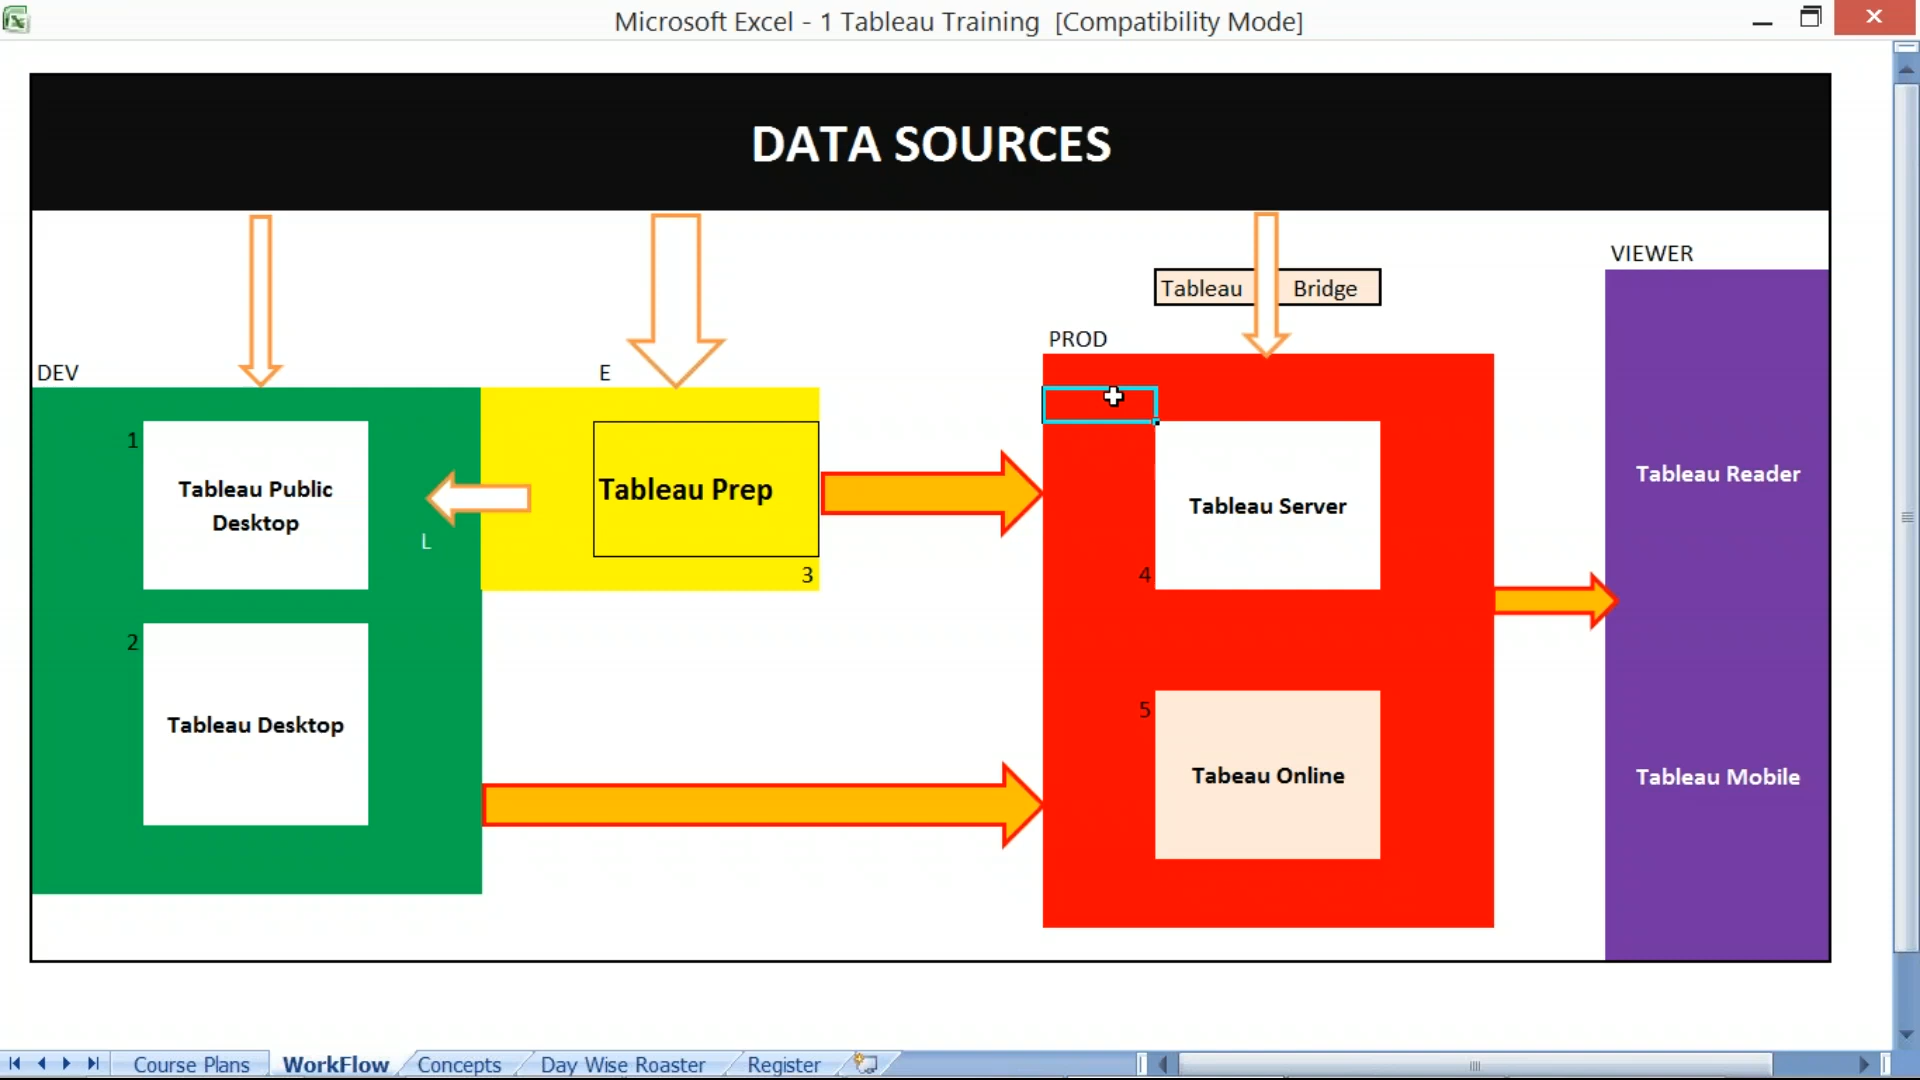 Microsoft Excel - 1 Tableau Training [Compatibility Mode]
DATA SOURCES
VIEWER
Tableau Bridge
PROD
DEV
E
1
Tableau Public
Desktop
L
Tableau Prep
3
Tableau Server
4
Tableau Reader
2
Tableau Desktop
5
Tabeau Online
Tableau Mobile
Course Plans
WorkFlow
Concepts
Day Wise Roaster
Register